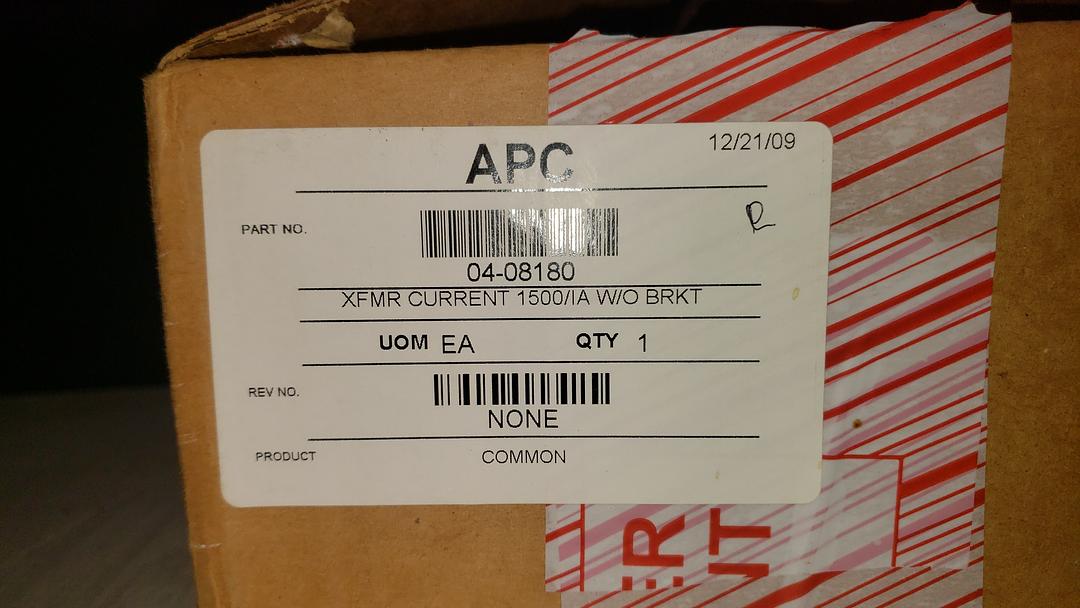 12/21/09
APC
PART NO.
04-08180
XFMR CURRENT 1500/IA W/O BRKT
UOM EA QTY 1
REV NO.
NONE
PRODUCT COMMON